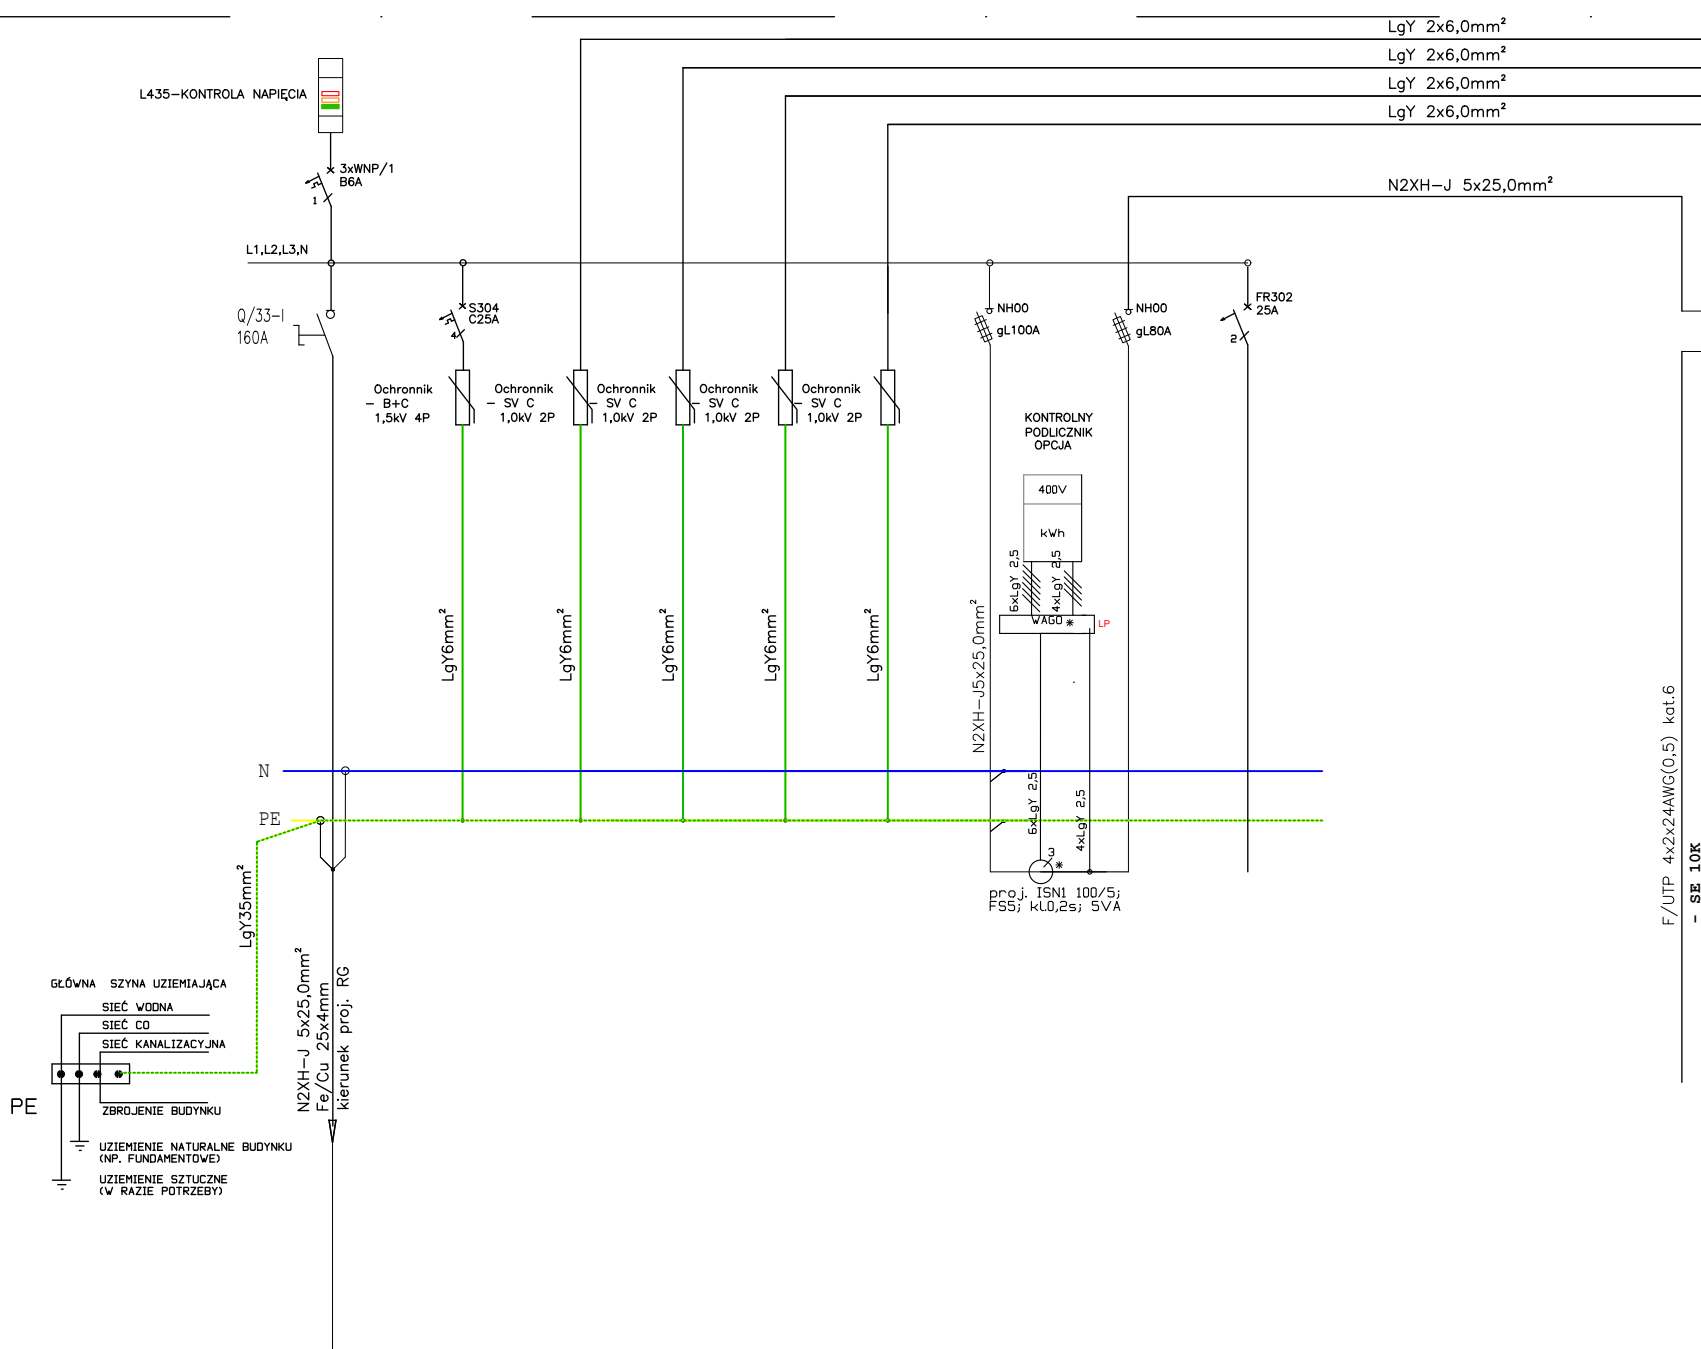 LgY 2x6,0mm²
LgY 2x6,0mm²
LgY 2x6,0mm²
LgY 2x6,0mm²
L435-KONTROLA NAPIĘCIA
3xWNP/1
B6A
1
N2XH-J 5x25,0mm²
L1,L2,L3,N
Q/33-I
160A
S304
C25A
4
NH00
gL100A
NH00
gL80A
FR302
25A
2
Ochronnik
- B+C
1,5kV 4P
Ochronnik
- SV C
1,0kV 2P
Ochronnik
- SV C
1,0kV 2P
Ochronnik
- SV C
1,0kV 2P
Ochronnik
- SV C
1,0kV 2P
KONTROLNY
PODLICZNIK
OPCJA
400V
kWh
6xLgY 2,5
4xLgY 2,5
WAGO *
LP
LgY6mm²
LgY6mm²
LgY6mm²
LgY6mm²
LgY6mm²
N2XH-J5x25,0mm²
F/UTP 4x2x24AWG(0,5) kat.6
- SE 10K
N
PE
6xLgY 2,5
4xLgY 2,5
3
*
proj. ISN1 100/5;
FS5; kl.0,2s; 5VA
LgY35mm²
N2XH-J 5x25,0mm²
Fe/Cu 25x4mm
kierunek proj. RG
GŁÓWNA SZYNA UZIEMIAJĄCA
SIEĆ WODNA
SIEĆ CO
SIEĆ KANALIZACYJNA
PE
ZBROJENIE BUDYNKU
UZIEMIENIE NATURALNE BUDYNKU
(NP. FUNDAMENTOWE)
UZIEMIENIE SZTUCZNE
(W RAZIE POTRZEBY)